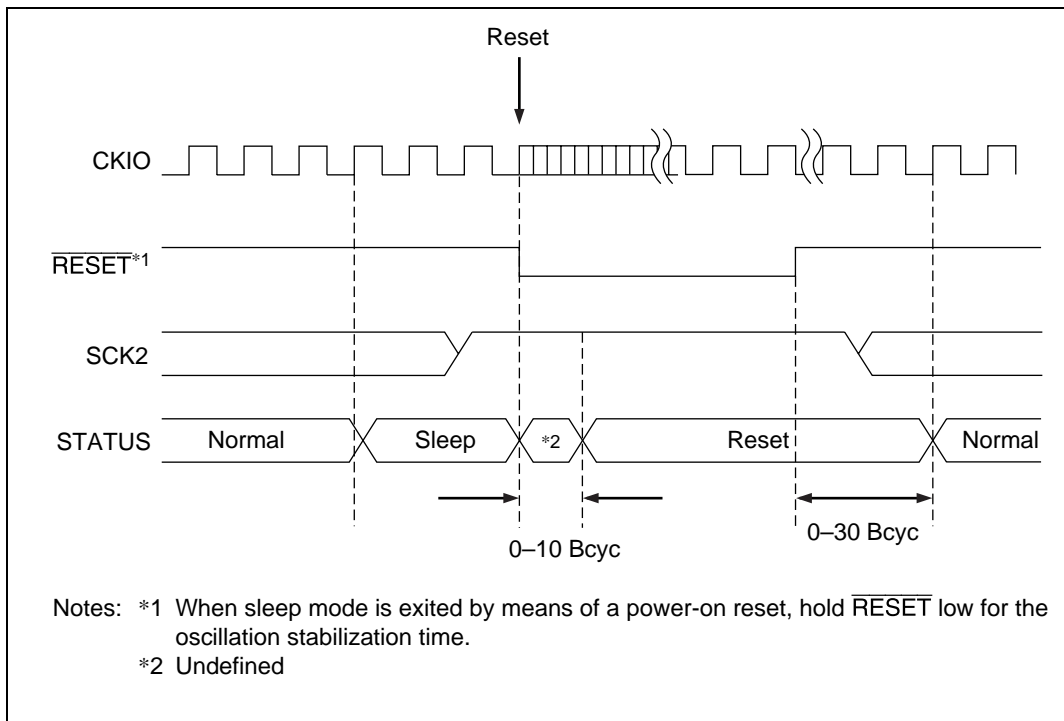 Reset
CKIO
RESET*1
SCK2
STATUS
Normal
Sleep
*2
Reset
Normal
0–10 Bcyc
0–30 Bcyc
Notes: *1 When sleep mode is exited by means of a power-on reset, hold RESET low for the
oscillation stabilization time.
*2 Undefined